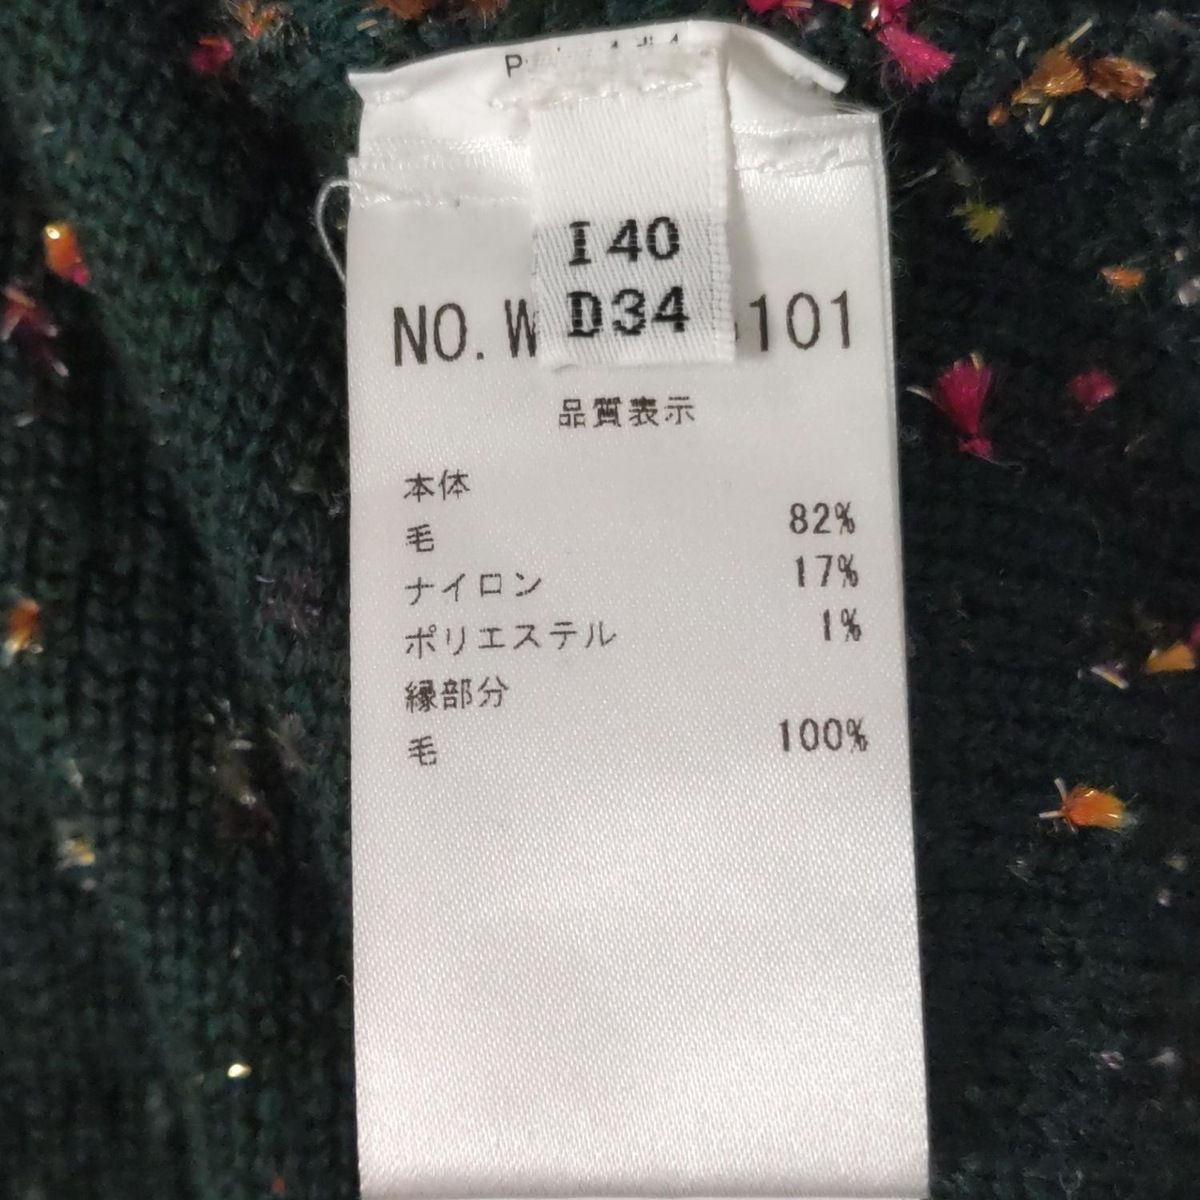 I 40
D34
NO. W 101
品質表示
本体
毛 82%
ナイロン 17%
ポリエステル 1%
縁部分
毛 100%